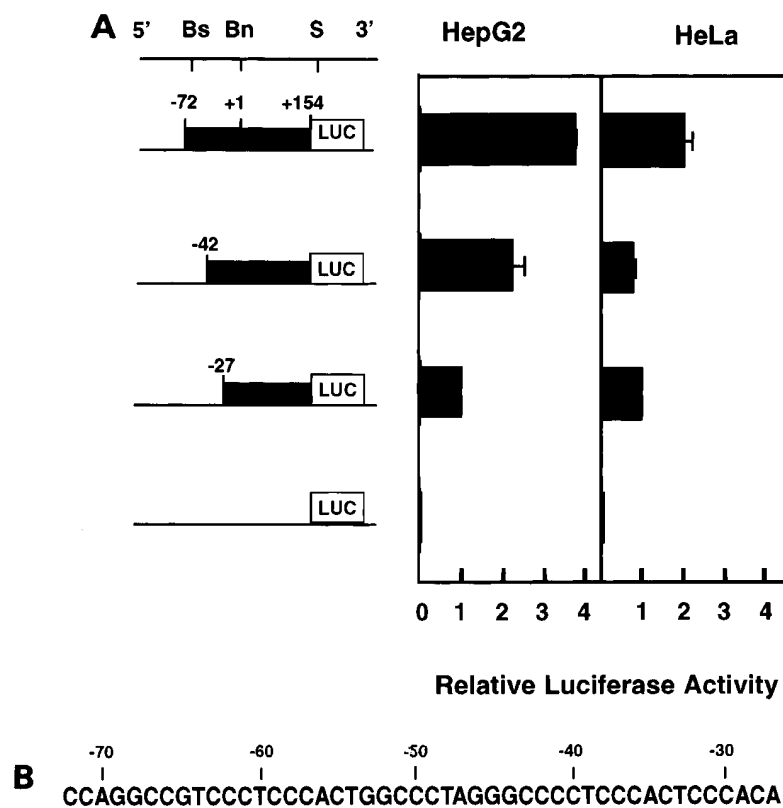 A 5’ Bs Bn S 3’ HepG2 HeLa
-72 +1 +154
LUC
-42
LUC
-27
LUC
LUC
0 1 2 3 4 1 2 3 4
Relative Luciferase Activity
-70 -60 -50 -40 -30
B CCAGGCCGTCCCTCCCACTGGCCCTAGGGCCCCTCCCACTCCCACA